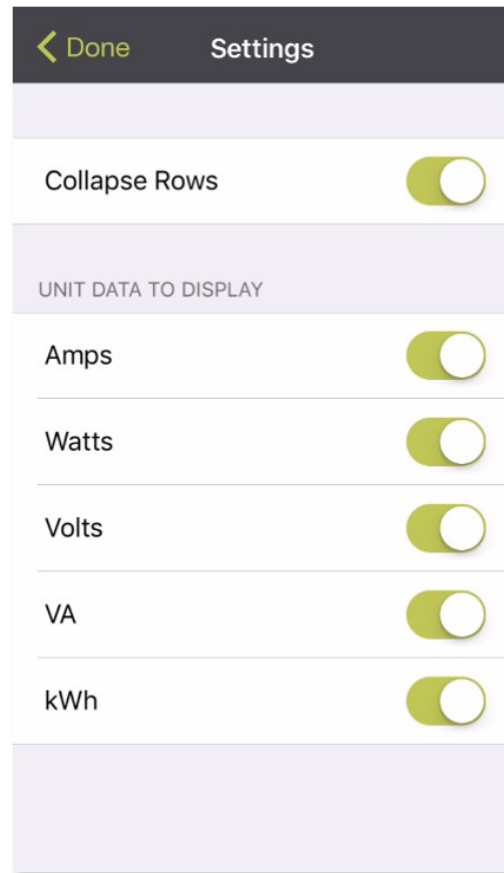 Done Settings
Collapse Rows
UNIT DATA TO DISPLAY
Amps
Watts
Volts
VA
kWh